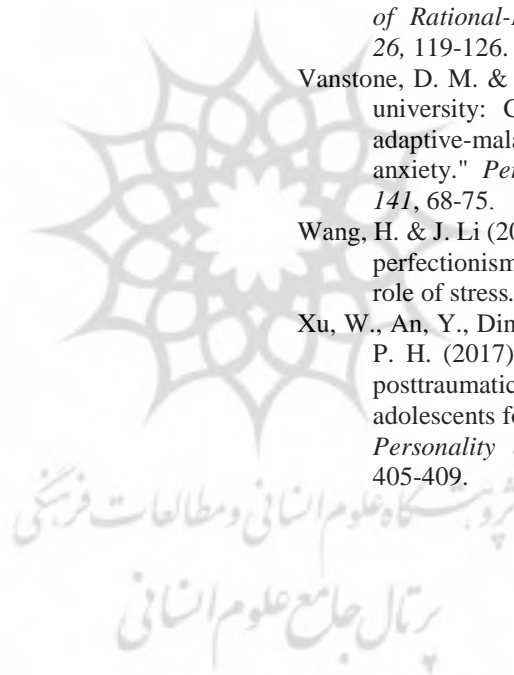 of Rational-
26, 119-126.
Vanstone, D. M. &
university:
adaptive-mala
anxiety." Per
141, 68-75.
Wang, H. & J. Li (20
perfectionism
role of stress.
Xu, W., An, Y., Din
P. H. (2017)
posttraumatic
adolescents fo
Personality
405-409.
پژوهشگاه علوم انسانی و مطالعات فرهنگی
پرتال جامع علوم انسانی